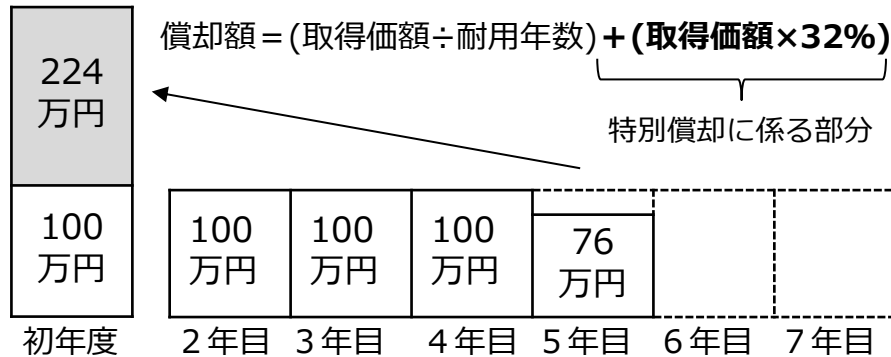 償却額＝(取得価額÷耐用年数)＋(取得価額×32%)
特別償却に係る部分
224
万円
100
万円
100
万円
100
万円
100
万円
76
万円
初年度
２年目
３年目
４年目
５年目
６年目
７年目